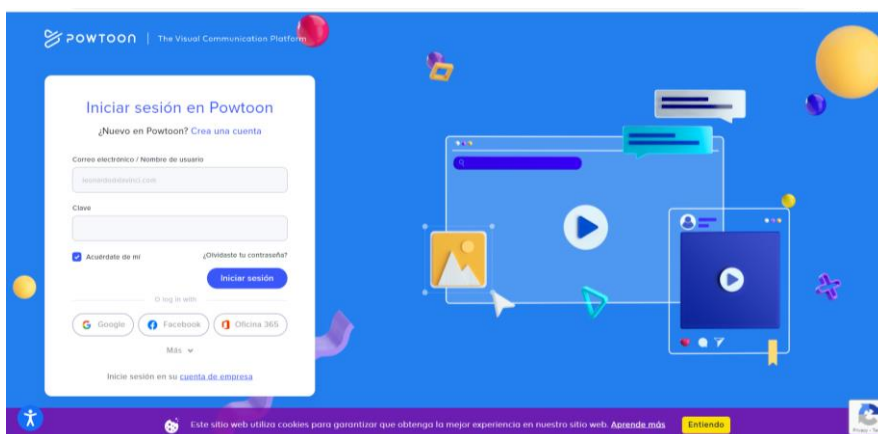 POWTOON | The Visual Communication Platform
Iniciar sesión en Powtoon
¿Nuevo en Powtoon? Crea una cuenta
Correo electrónico / Nombre de usuario
Clave
Acuérdate de mí
¿Olvidaste tu contraseña?
Iniciar sesión
O log in with
Google
Facebook
Oficina 365
Más
Inicie sesión en su cuenta de empresa
Este sitio web utiliza cookies para garantizar que obtenga la mejor experiencia en nuestro sitio web. Aprende más
Entiendo